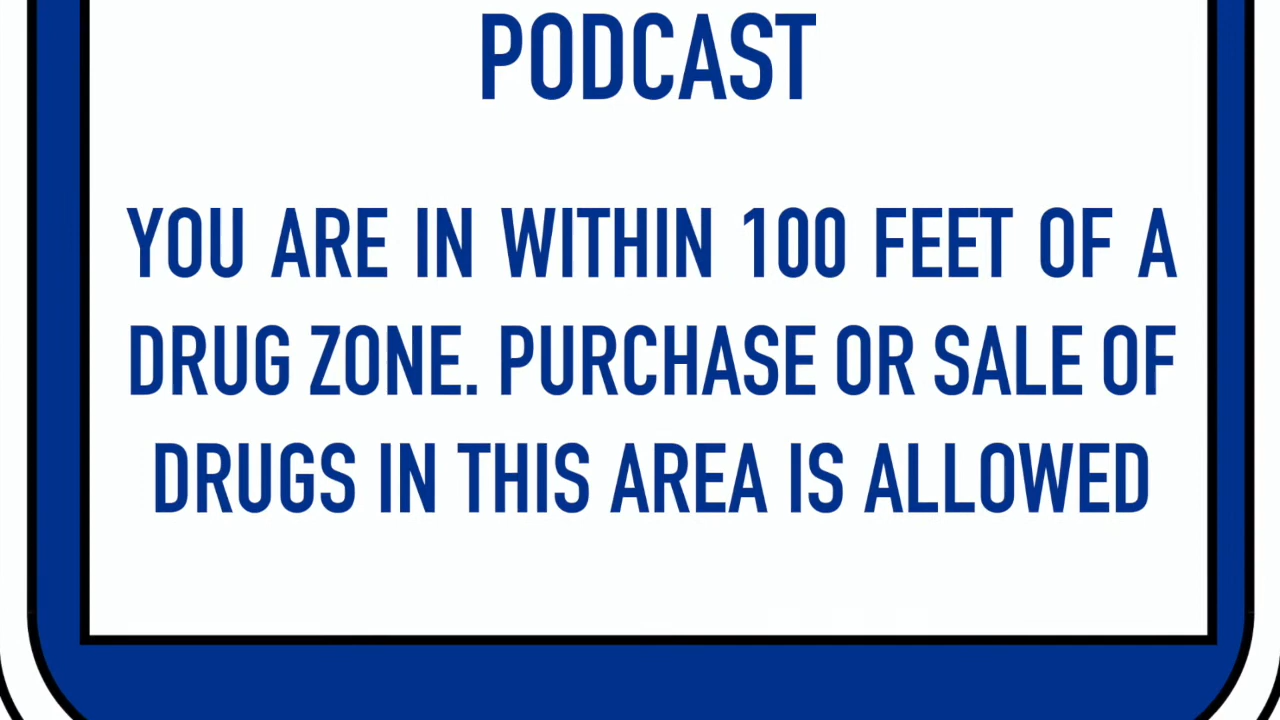 PODCAST
YOU ARE IN WITHIN 100 FEET OF A
DRUG ZONE. PURCHASE OR SALE OF
DRUGS IN THIS AREA IS ALLOWED